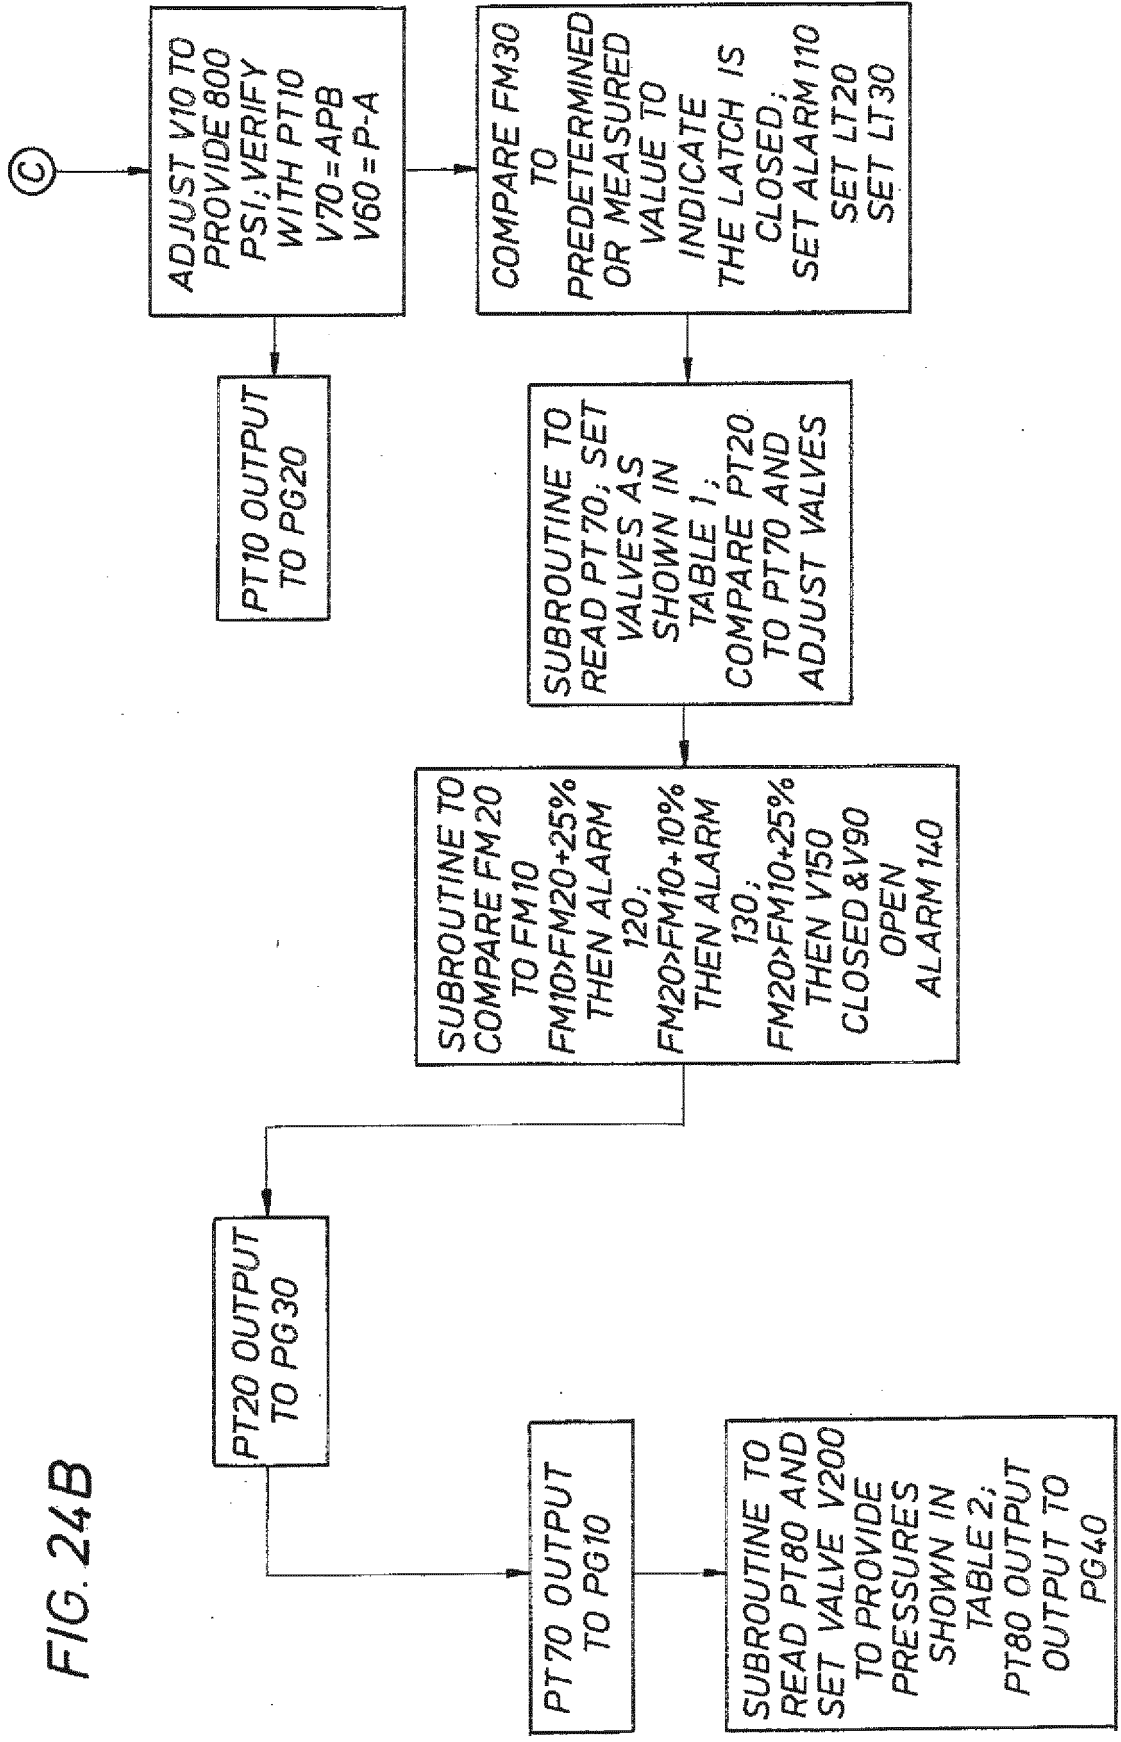 FIG. 24B
C
ADJUST V10 TO
PROVIDE 800
PSI; VERIFY
WITH PT10
V70=APB
V60=P-A
PT10 OUTPUT
TO PG20
COMPARE FM30
TO
PREDETERMINED
OR MEASURED
VALUE TO
INDICATE
THE LATCH IS
CLOSED;
SET ALARM 110
SET LT20
SET LT30
SUBROUTINE TO
READ PT70; SET
VALVES AS
SHOWN IN
TABLE 1;
COMPARE PT20
TO PT70 AND
ADJUST VALVES
SUBROUTINE TO
COMPARE FM 20
TO FM10
FM10>FM20+25%
THEN ALARM
120;
FM20>FM10+10%
THEN ALARM
130;
FM20>FM10+25%
THEN V150
CLOSED &V90
OPEN
ALARM 140
PT20 OUTPUT
TO PG30
PT70 OUTPUT
TO PG10
SUBROUTINE TO
READ PT80 AND
SET VALVE V200
TO PROVIDE
PRESSURES
SHOWN IN
TABLE 2;
PT80 OUTPUT
OUTPUT TO
PG40